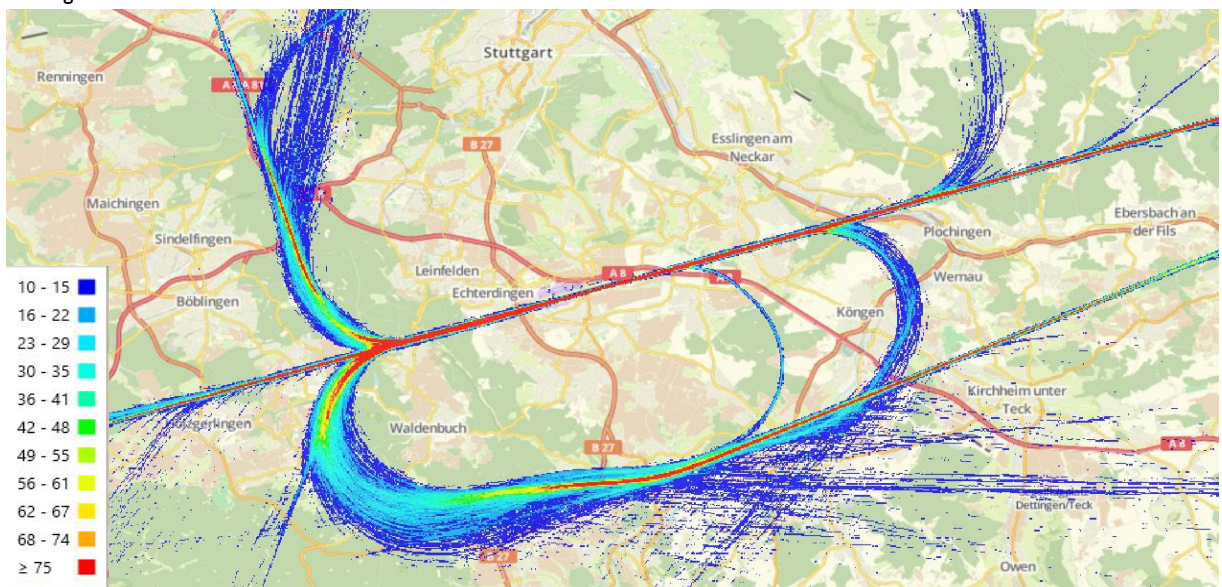 Stuttgart
Renningen
A 81
B 27
Esslingen am
Neckar
Maichingen
Sindelfingen
Plochingen
Ebersbach an
der Fils
Leinfelden
A 8
Wernau
Böblingen
Echterdingen
Köngen
Kirchheim unter
Teck
Waldenbuch
B 27
A 8
Dettingen/Teck
B 27
Owen
10 - 15
16 - 22
23 - 29
30 - 35
36 - 41
42 - 48
49 - 55
56 - 61
62 - 67
68 - 74
≥ 75